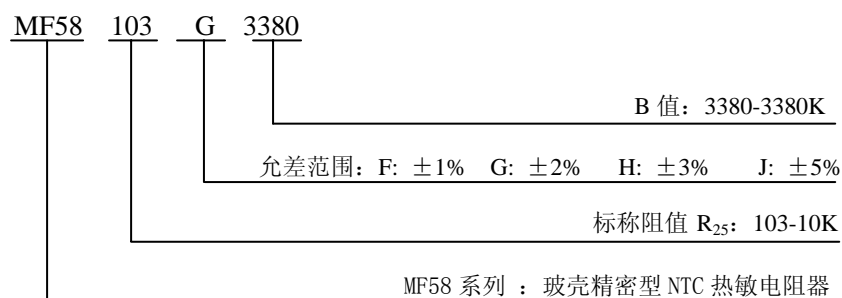 MF58 103 G 3380
B 值：3380-3380K
允差范围：F: ±1% G: ±2% H: ±3% J: ±5%
标称阻值 R₂₅：103-10K
MF58 系列 ：玻壳精密型 NTC 热敏电阻器